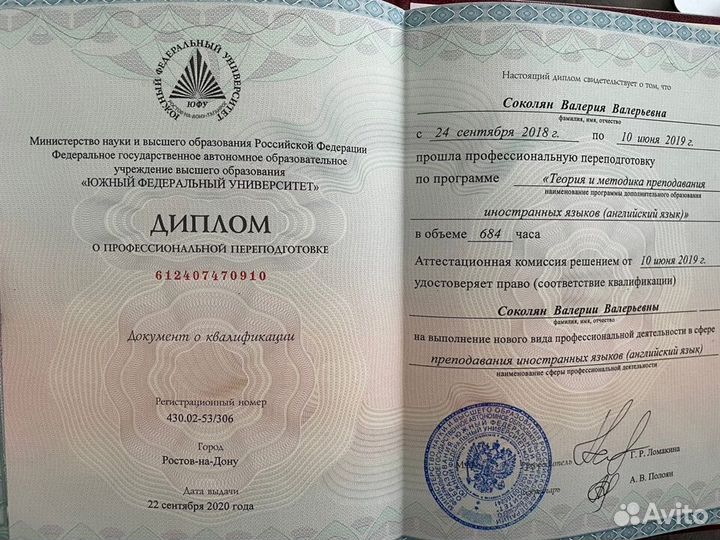 ЮЖНЫЙ ФЕДЕРАЛЬНЫЙ УНИВЕРСИТЕТ
РОСТОВ-НА-ДОНУ-ТАГАНРОГ
ЮФУ
Министерство науки и высшего образования Российской Федерации
Федеральное государственное автономное образовательное
учреждение высшего образования
«ЮЖНЫЙ ФЕДЕРАЛЬНЫЙ УНИВЕРСИТЕТ»
ДИПЛОМ
О ПРОФЕССИОНАЛЬНОЙ ПЕРЕПОДГОТОВКЕ
612407470910
Документ о квалификации
Регистрационный номер
430.02-53/306
Город
Ростов-на-Дону
Дата выдачи
22 сентября 2020 года
Настоящий диплом свидетельствует о том, что
Соколян Валерия Валерьевна
фамилия, имя, отчество
с 24 сентября 2018 г. по 10 июня 2019 г.
прошла профессиональную переподготовку
по программе «Теория и методика преподавания
наименование программы дополнительного образования
иностранных языков (английский язык)»
в объеме 684 часа
Аттестационная комиссия решением от 10 июня 2019 г.
удостоверяет право (соответствие квалификации)
Соколян Валерии Валерьевны
фамилия, имя, отчество
на выполнение нового вида профессиональной деятельности в сфере
преподавания иностранных языков (английский язык)
наименование сферы профессиональной деятельности
Г. Р. Ломакина
А. В. Полоян
Avito